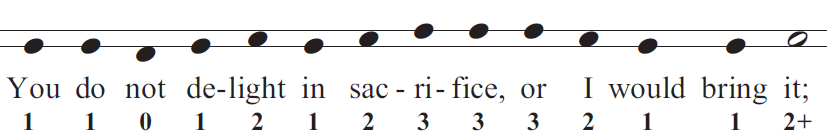 You do not de-light in sac - ri- fice, or I would bring it;
1 1 0 1 2 1 2 3 3 3 2 1 1 2+